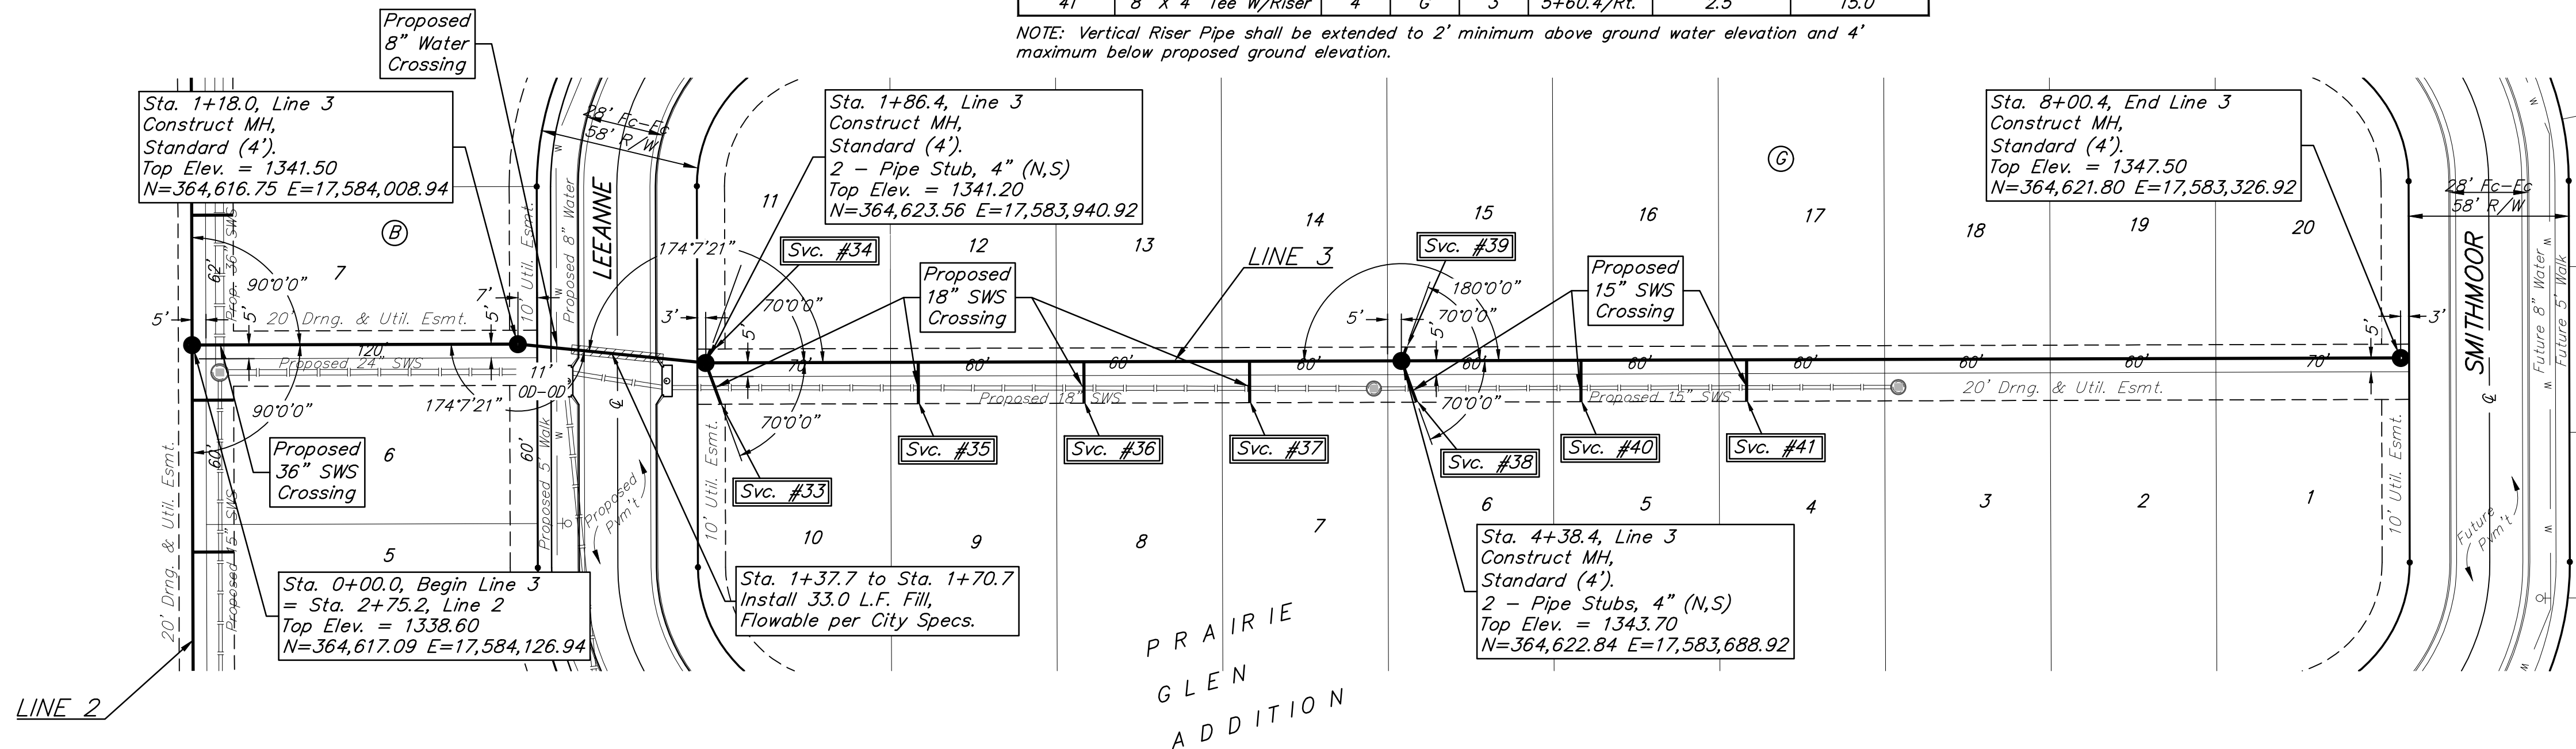 41 8" X 4" Tee W/Riser 4 G 3 5+60.4/Rt. 2.5 15.0
NOTE: Vertical Riser Pipe shall be extended to 2' minimum above ground water elevation and 4'
maximum below proposed ground elevation.
Proposed
8" Water
Crossing
Sta. 1+18.0, Line 3
Construct MH,
Standard (4').
Top Elev. = 1341.50
N=364,616.75 E=17,584,008.94
28' Fc-Fc
58' R/W
Sta. 1+86.4, Line 3
Construct MH,
Standard (4').
2 - Pipe Stub, 4" (N,S)
Top Elev. = 1341.20
N=364,623.56 E=17,583,940.92
Sta. 8+00.4, End Line 3
Construct MH,
Standard (4').
Top Elev. = 1347.50
N=364,621.80 E=17,583,326.92
28' Fc-Fc
58' R/W
G
B
7
11
12
13
14
15
16
17
18
19
20
LEEANNE
SMITHMOOR
Prop. 36" SWS
10' Util. Esmt.
Proposed 8" Water
W
W
W
62'
90°0'0"
5'
5'
20' Drng. & Util. Esmt.
7'
5'
174°7'21"
Svc. #34
3'
70°0'0"
5'
Proposed
18" SWS
Crossing
LINE 3
Svc. #39
180°0'0"
70°0'0"
5'
5'
Proposed
15" SWS
Crossing
5'
3'
Future 8" Water
Future 5' Walk
W
W
W
W
W
120'
Proposed 24" SWS
11'
OD-OD
70'
60'
60'
60'
60'
60'
60'
60'
60'
70'
90°0'0"
174°7'21"
℄
Proposed 18" SWS
70°0'0"
70°0'0"
Proposed 15" SWS
20' Drng. & Util. Esmt.
℄
Svc. #35
Svc. #36
Svc. #37
Svc. #38
Svc. #40
Svc. #41
Svc. #33
60'
Proposed
36" SWS
Crossing
6
60'
Proposed 5' Walk
Proposed
Pvm't
10' Util. Esmt.
10' Util. Esmt.
Future
Pvm't
20' Drng. & Util. Esmt.
Proposed 15" SWS
5
10
9
8
7
6
5
4
3
2
1
Sta. 0+00.0, Begin Line 3
= Sta. 2+75.2, Line 2
Top Elev. = 1338.60
N=364,617.09 E=17,584,126.94
Sta. 1+37.7 to Sta. 1+70.7
Install 33.0 L.F. Fill,
Flowable per City Specs.
Sta. 4+38.4, Line 3
Construct MH,
Standard (4').
2 - Pipe Stubs, 4" (N,S)
Top Elev. = 1343.70
N=364,622.84 E=17,583,688.92
PRAIRIE
GLEN
ADDITION
LINE 2